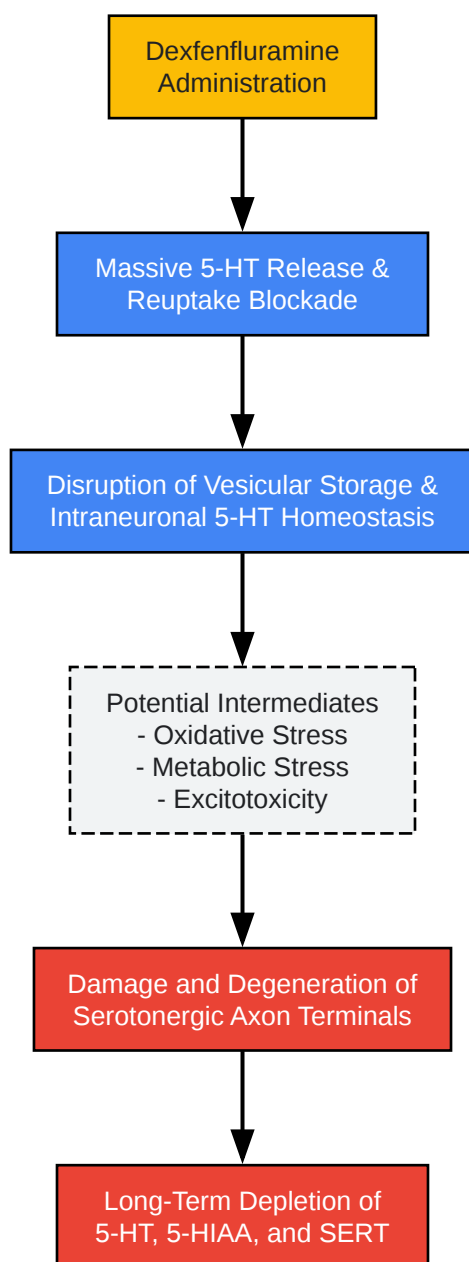 Dexfenfluramine
Administration
Massive 5-HT Release &
Reuptake Blockade
Disruption of Vesicular Storage &
Intraneuronal 5-HT Homeostasis
Potential Intermediates
- Oxidative Stress
- Metabolic Stress
- Excitotoxicity
Damage and Degeneration of
Serotonergic Axon Terminals
Long-Term Depletion of
5-HT, 5-HIAA, and SERT